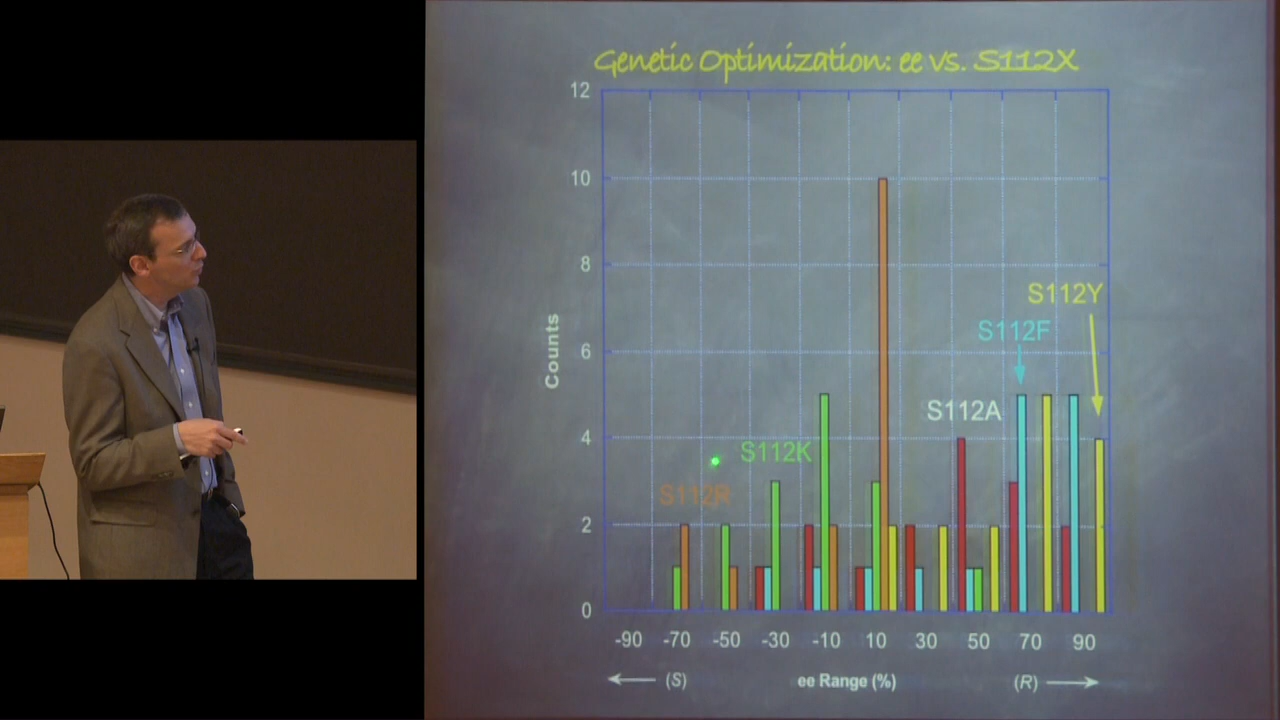 Genetic Optimization: ee vs. S112X
12
10
8
6
4
2
0
Counts
S112Y
S112F
S112A
S112K
S112R
-90 -70 -50 -30 -10 10 30 50 70 90
(S) ee Range (%) (R)